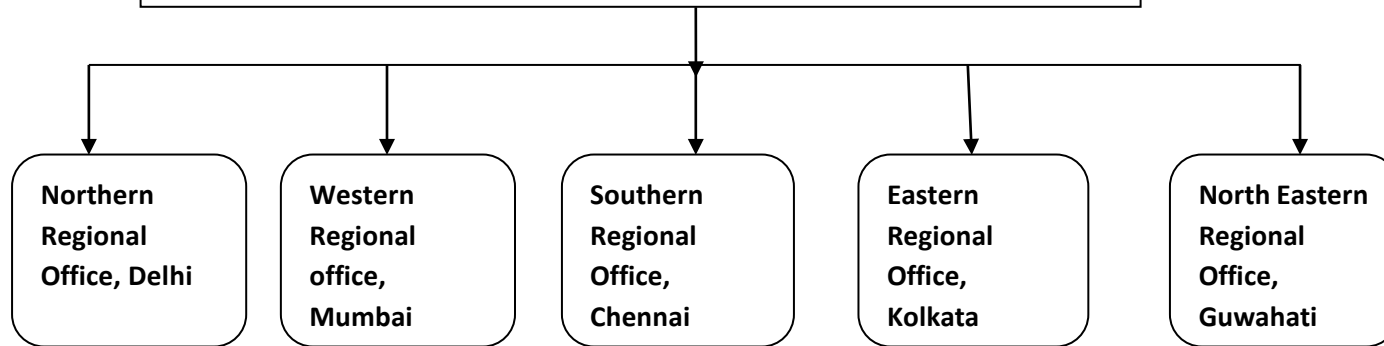 Northern
Regional
Office, Delhi
Western
Regional
office,
Mumbai
Southern
Regional
Office,
Chennai
Eastern
Regional
Office,
Kolkata
North Eastern
Regional
Office,
Guwahati